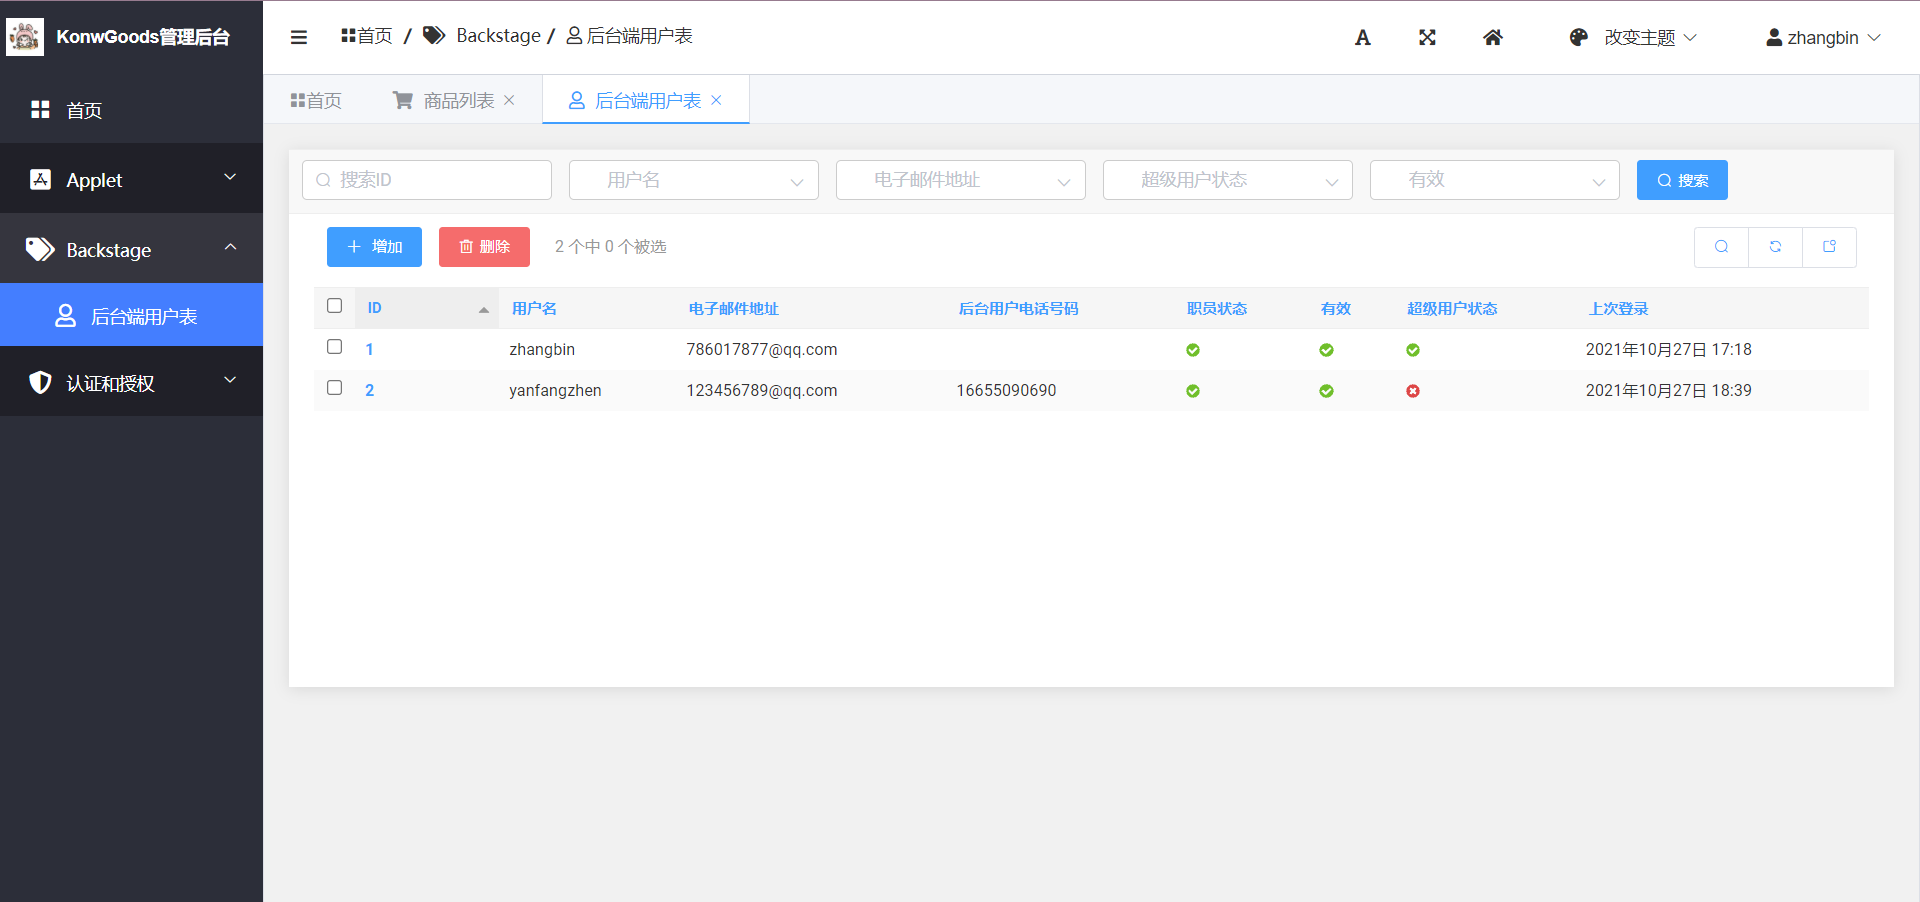 KonwGoods管理后台
首页 / Backstage / 后台端用户表
改变主题
zhangbin
首页
Applet
Backstage
后台端用户表
认证和授权
首页
商品列表
后台端用户表
搜索ID
用户名
电子邮件地址
超级用户状态
有效
搜索
增加
删除
2 个中 0 个被选
ID 用户名 电子邮件地址 后台用户电话号码 职员状态 有效 超级用户状态 上次登录
1 zhangbin 786017877@qq.com 2021年10月27日 17:18
2 yanfangzhen 123456789@qq.com 16655090690 2021年10月27日 18:39